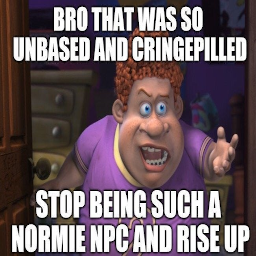 BRO THAT WAS SO
UNBASED AND CRINGEPILLED
STOP BEING SUCH A
NORMIE NPC AND RISE UP